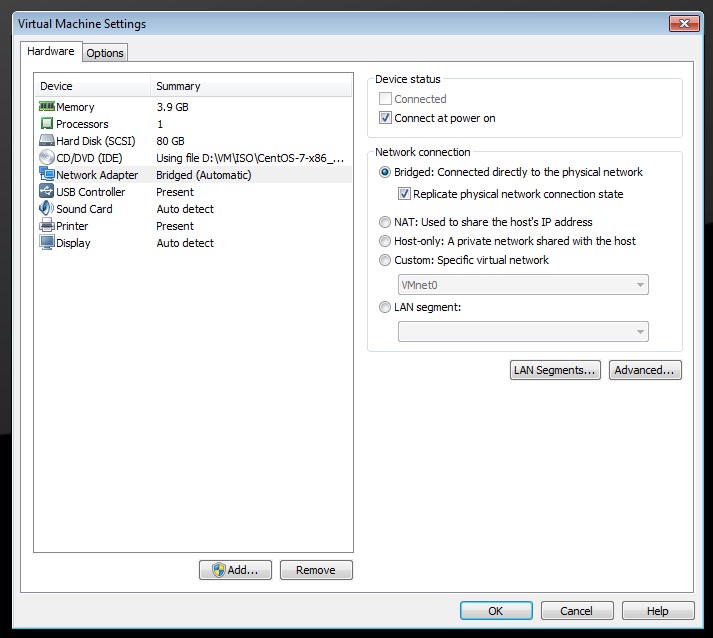 Virtual Machine Settings
Hardware
Options
Device Summary
Memory 3.9 GB
Processors 1
Hard Disk (SCSI) 80 GB
CD/DVD (IDE) Using file D:\VM\ISO\CentOS-7-x86_...
Network Adapter Bridged (Automatic)
USB Controller Present
Sound Card Auto detect
Printer Present
Display Auto detect
Add...
Remove
Device status
Connected
Connect at power on
Network connection
Bridged: Connected directly to the physical network
Replicate physical network connection state
NAT: Used to share the host's IP address
Host-only: A private network shared with the host
Custom: Specific virtual network
VMnet0
LAN segment:
LAN Segments...
Advanced...
OK
Cancel
Help